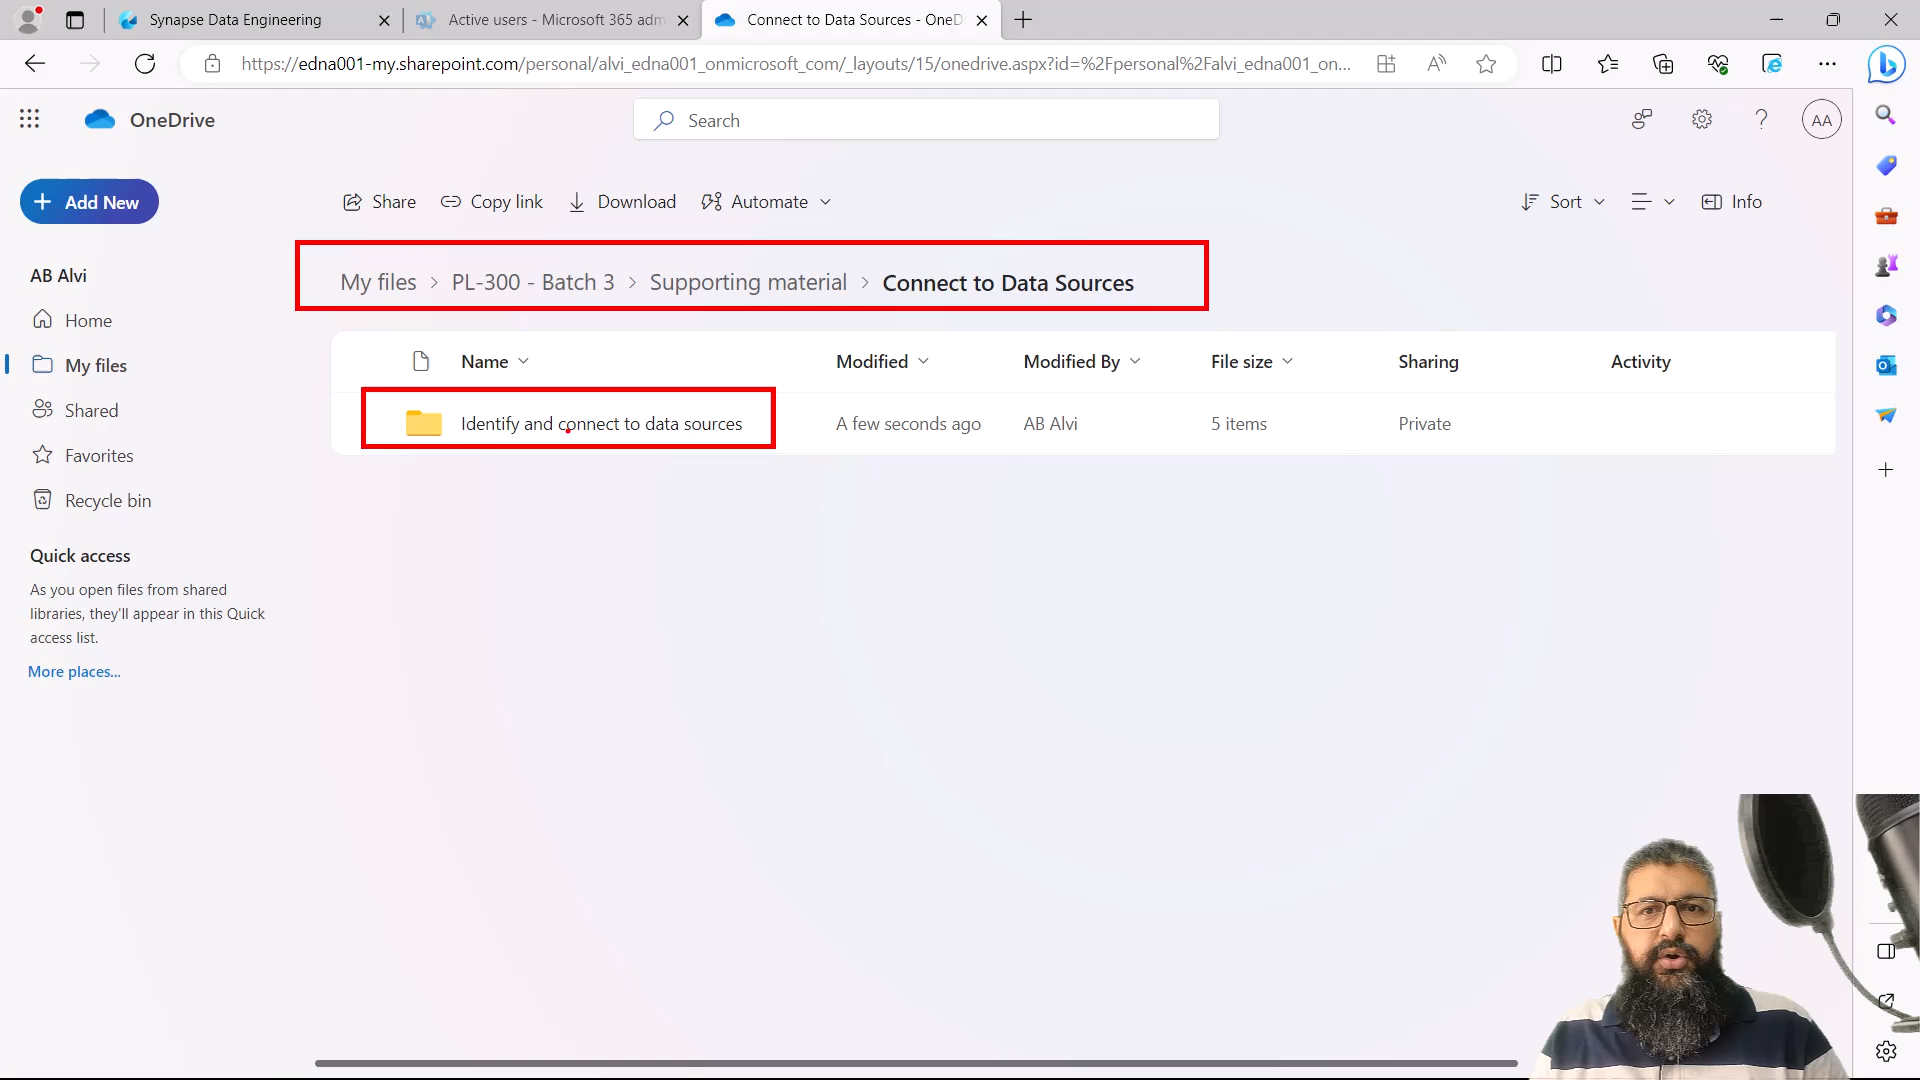 Synapse Data Engineering
Active users - Microsoft 365 adm
Connect to Data Sources - OneD
https://edna001-my.sharepoint.com/personal/alvi_edna001_onmicrosoft_com/_layouts/15/onedrive.aspx?id=%2Fpersonal%2Falvi_edna001_on...
OneDrive
Search
AA
Add New
Share
Copy link
Download
Automate
Sort
Info
AB Alvi
Home
My files
Shared
Favorites
Recycle bin
Quick access
As you open files from shared
libraries, they'll appear in this Quick
access list.
More places...
My files > PL-300 - Batch 3 > Supporting material > Connect to Data Sources
Name Modified Modified By File size Sharing Activity
Identify and connect to data sources A few seconds ago AB Alvi 5 items Private